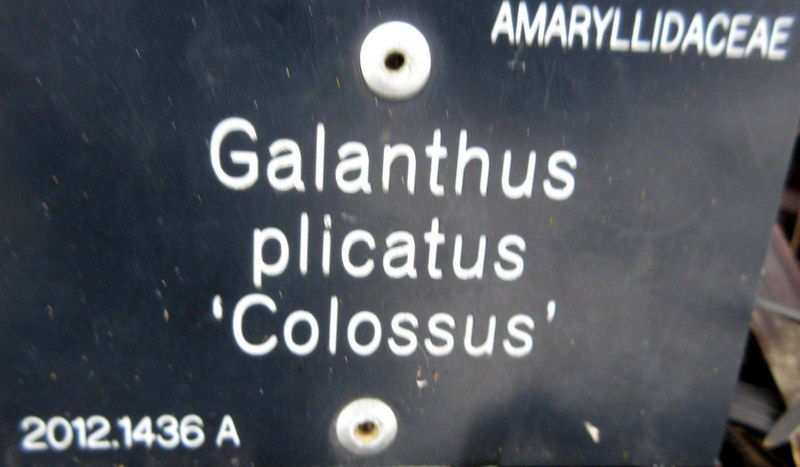 AMARYLLIDACEAE
Galanthus
plicatus
‘Colossus’
2012.1436 A